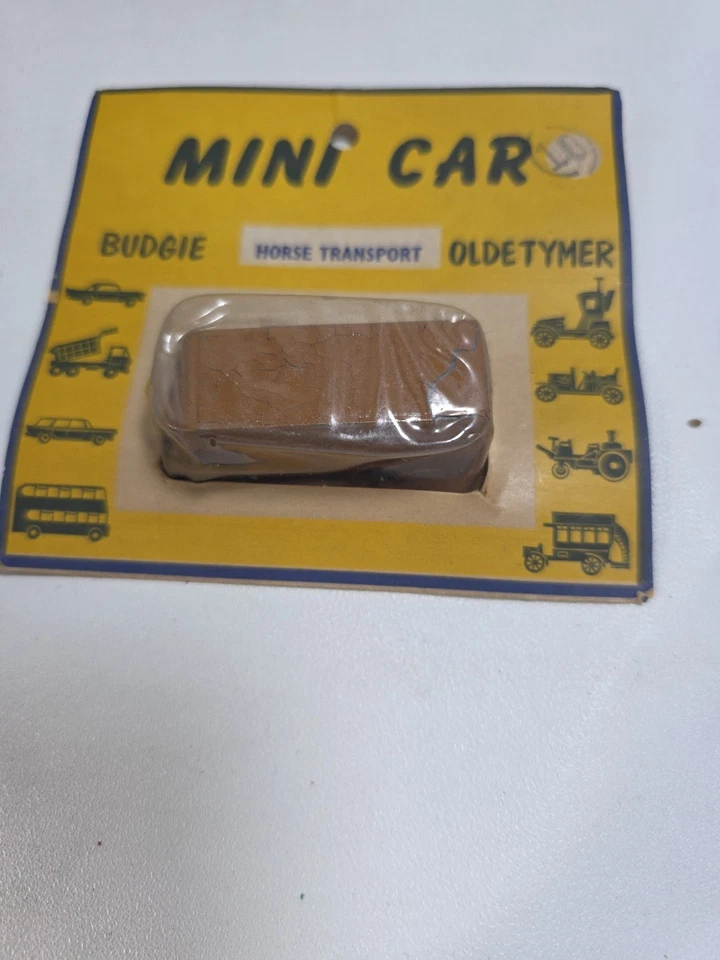 MINI CAR
BUDGIE
HORSE TRANSPORT
OLDETYMER